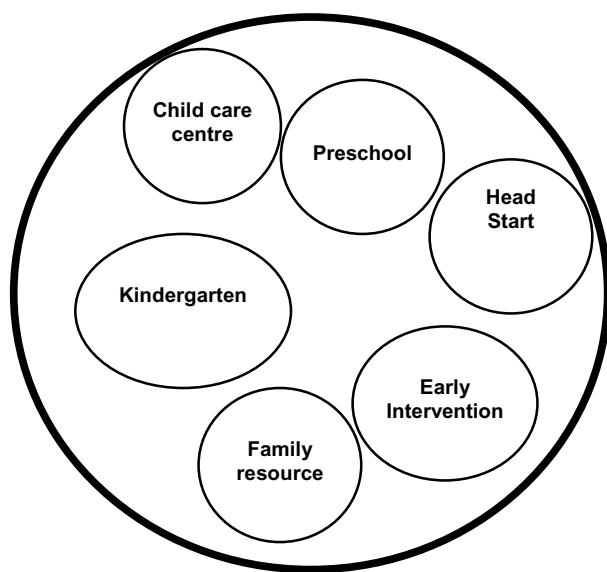 Child care
centre
Preschool
Head
Start
Kindergarten
Early
Intervention
Family
resource